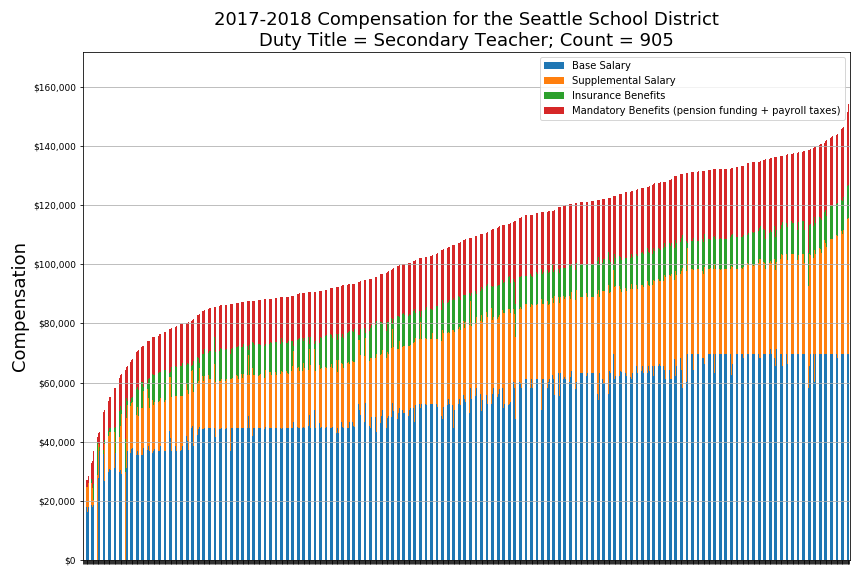 2017-2018 Compensation for the Seattle School District
Duty Title = Secondary Teacher; Count = 905
Base Salary
Supplemental Salary
Insurance Benefits
Mandatory Benefits (pension funding + payroll taxes)
$160,000
$140,000
$120,000
$100,000
$80,000
$60,000
$40,000
$20,000
$0
Compensation